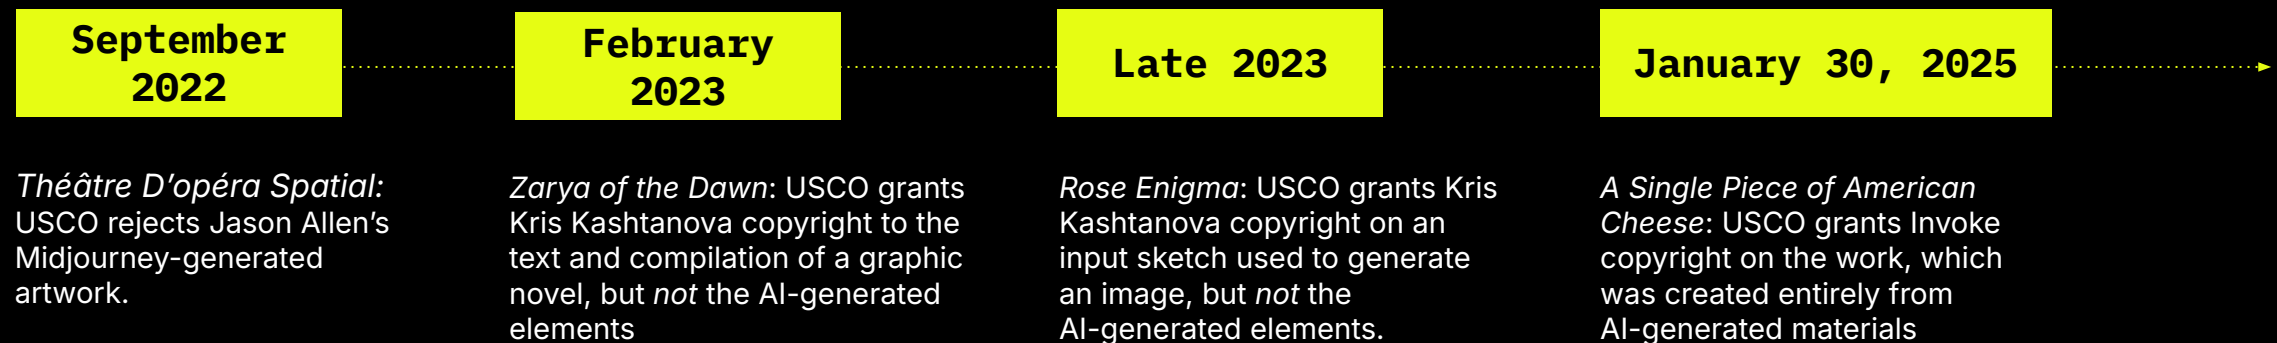 September
2022
February
2023
Late 2023
January 30, 2025
Théâtre D’opéra Spatial:
USCO rejects Jason Allen’s
Midjourney-generated
artwork.
Zarya of the Dawn: USCO grants
Kris Kashtanova copyright to the
text and compilation of a graphic
novel, but not the AI-generated
elements
Rose Enigma: USCO grants Kris
Kashtanova copyright on an
input sketch used to generate
an image, but not the
AI-generated elements.
A Single Piece of American
Cheese: USCO grants Invoke
copyright on the work, which
was created entirely from
AI-generated materials